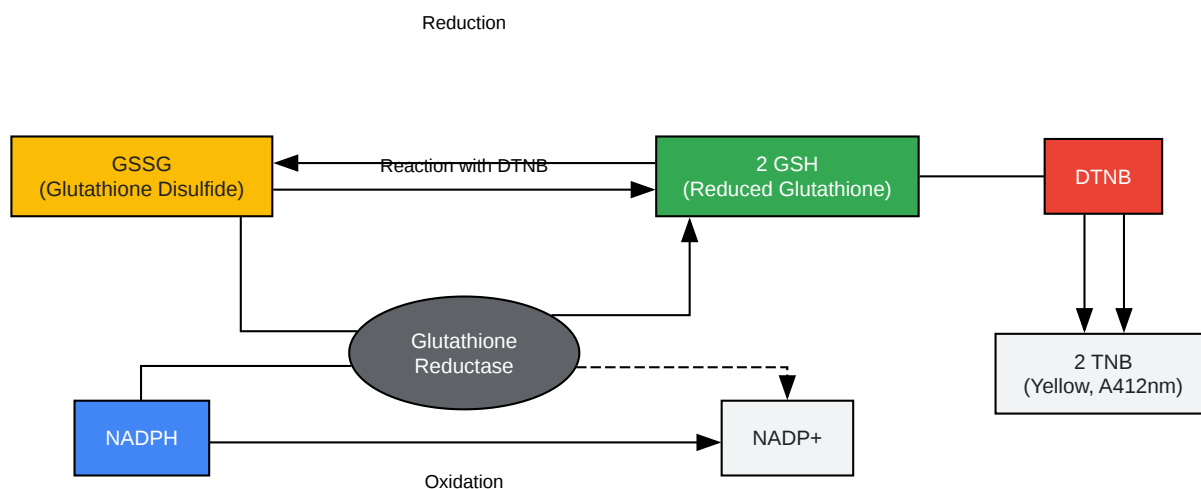 Reduction
GSSG
(Glutathione Disulfide)
Reaction with DTNB
2 GSH
(Reduced Glutathione)
DTNB
Glutathione
Reductase
2 TNB
(Yellow, A412nm)
NADPH
NADP+
Oxidation